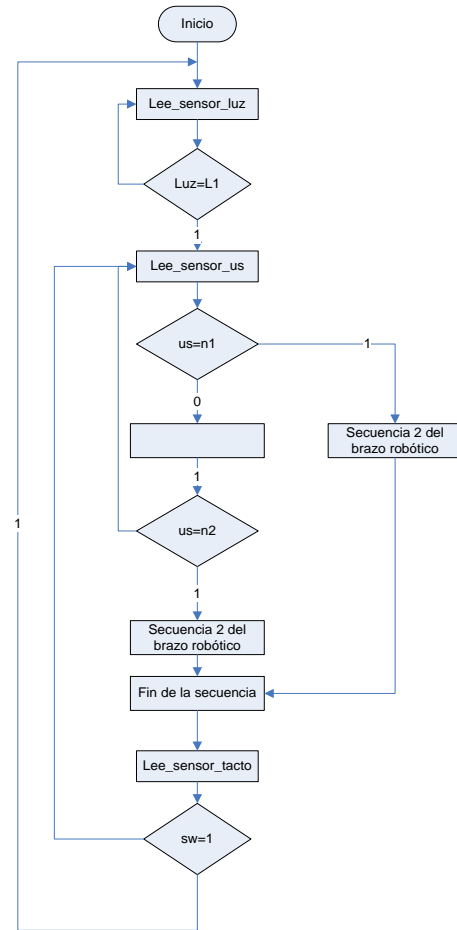 Inicio
Lee_sensor_luz
Luz=L1
1
Lee_sensor_us
us=n1
1
0
Secuencia 2 del
brazo robótico
1
us=n2
1
1
Secuencia 2 del
brazo robótico
Fin de la secuencia
Lee_sensor_tacto
sw=1